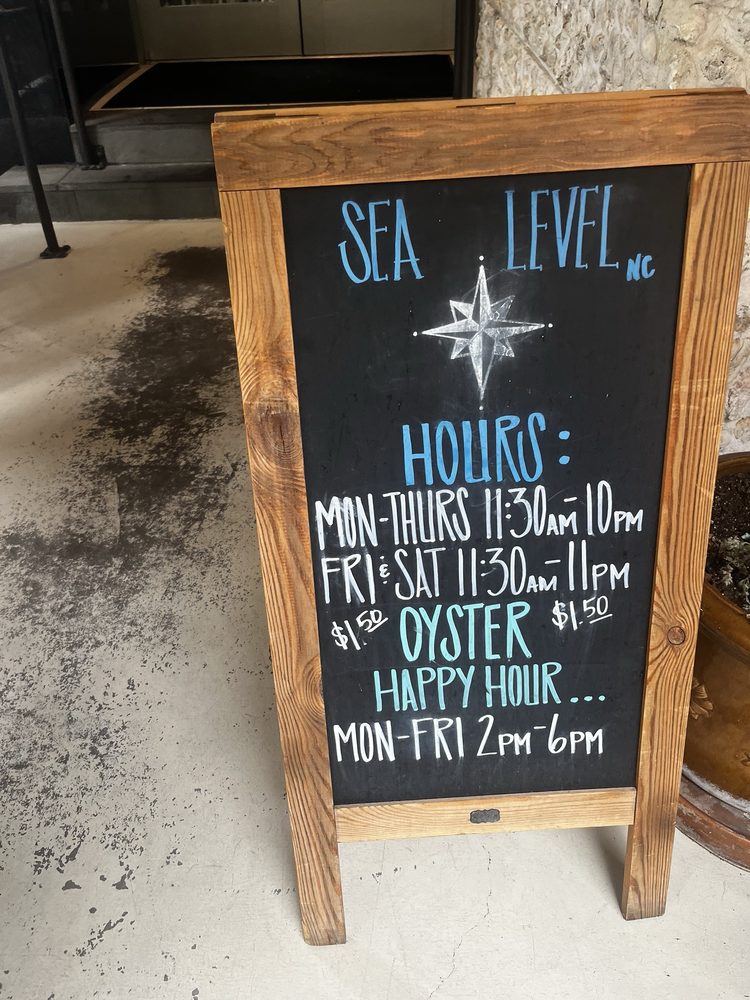 SEA LEVEL NC
HOURS:
MON-THURS 11:30AM-10PM
FRI & SAT 11:30AM-11PM
$1.50 OYSTER $1.50
HAPPY HOUR...
MON-FRI 2PM-6PM